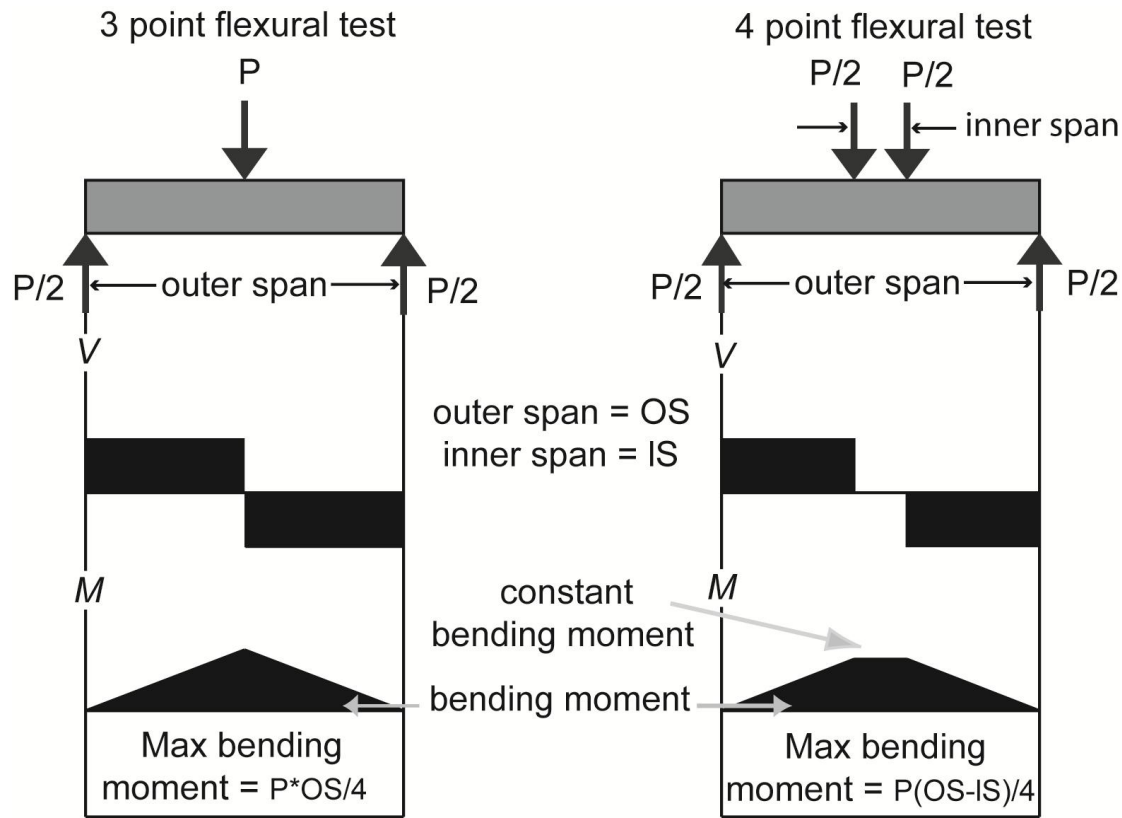 3 point flexural test
P
P/2
outer span
P/2
V
M
Max bending
moment = P*OS/4
outer span = OS
inner span = IS
constant
bending moment
bending moment
4 point flexural test
P/2
P/2
inner span
P/2
outer span
P/2
V
M
Max bending
moment = P(OS-IS)/4